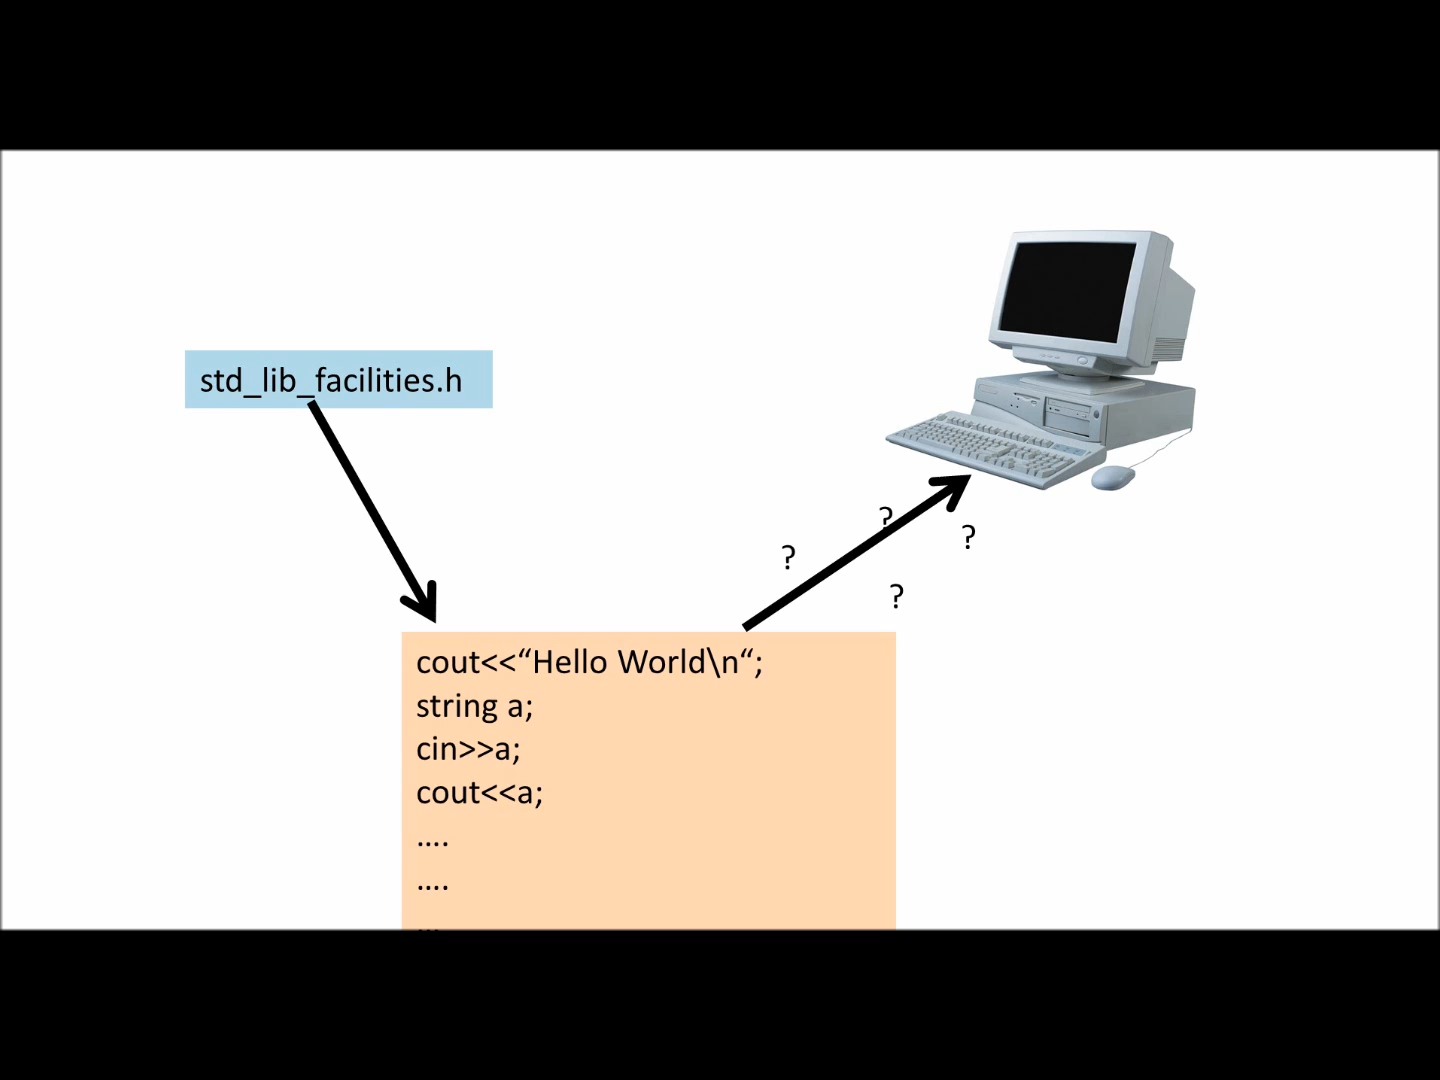 std_lib_facilities.h
?
?
?
?
cout<<“Hello World\n“;
string a;
cin>>a;
cout<<a;
....
....
...